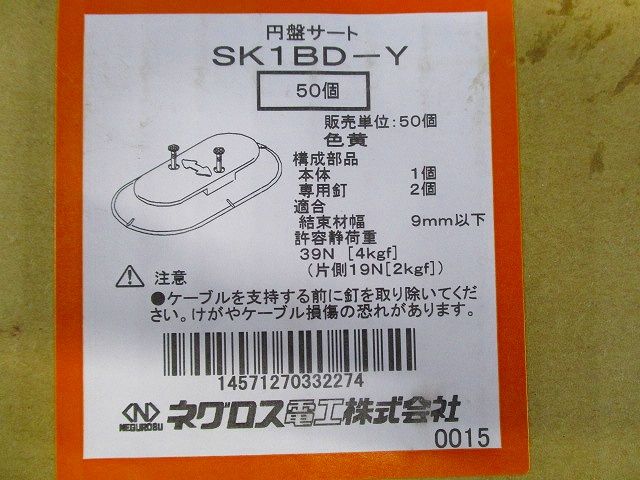 円盤サート
SK1BD-Y
50個
販売単位:50個
色黄
構成部品
本体 1個
専用釘 2個
適合
結束材幅 9mm以下
許容静荷重
39N [4kgf]
(片側19N[2kgf])
注意
●ケーブルを支持する前に釘を取り除いてくだ
さい。けがやケーブル損傷の恐れがあります。
14571270332274
NEGUROSU ネグロス電工株式会社
0015